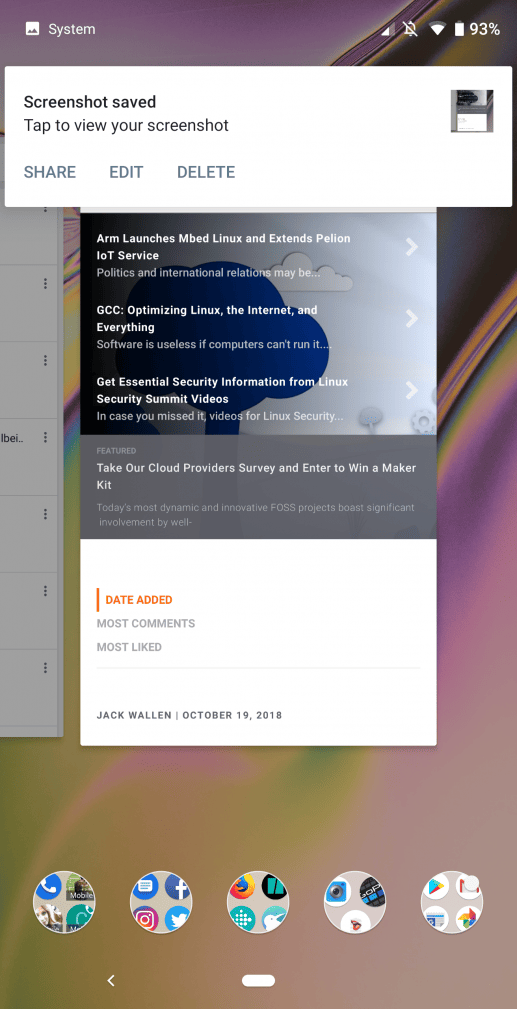 System
93%
Screenshot saved
Tap to view your screenshot
SHARE EDIT DELETE
Arm Launches Mbed Linux and Extends Pelion
IoT Service
Politics and international relations may be...
GCC: Optimizing Linux, the Internet, and
Everything
Software is useless if computers can't run it....
Get Essential Security Information from Linux
Security Summit Videos
In case you missed it, videos for Linux Security...
lbei..
FEATURED
Take Our Cloud Providers Survey and Enter to Win a Maker
Kit
Today's most dynamic and innovative FOSS projects boast significant
involvement by well-
DATE ADDED
MOST COMMENTS
MOST LIKED
JACK WALLEN | OCTOBER 19, 2018
Mobile